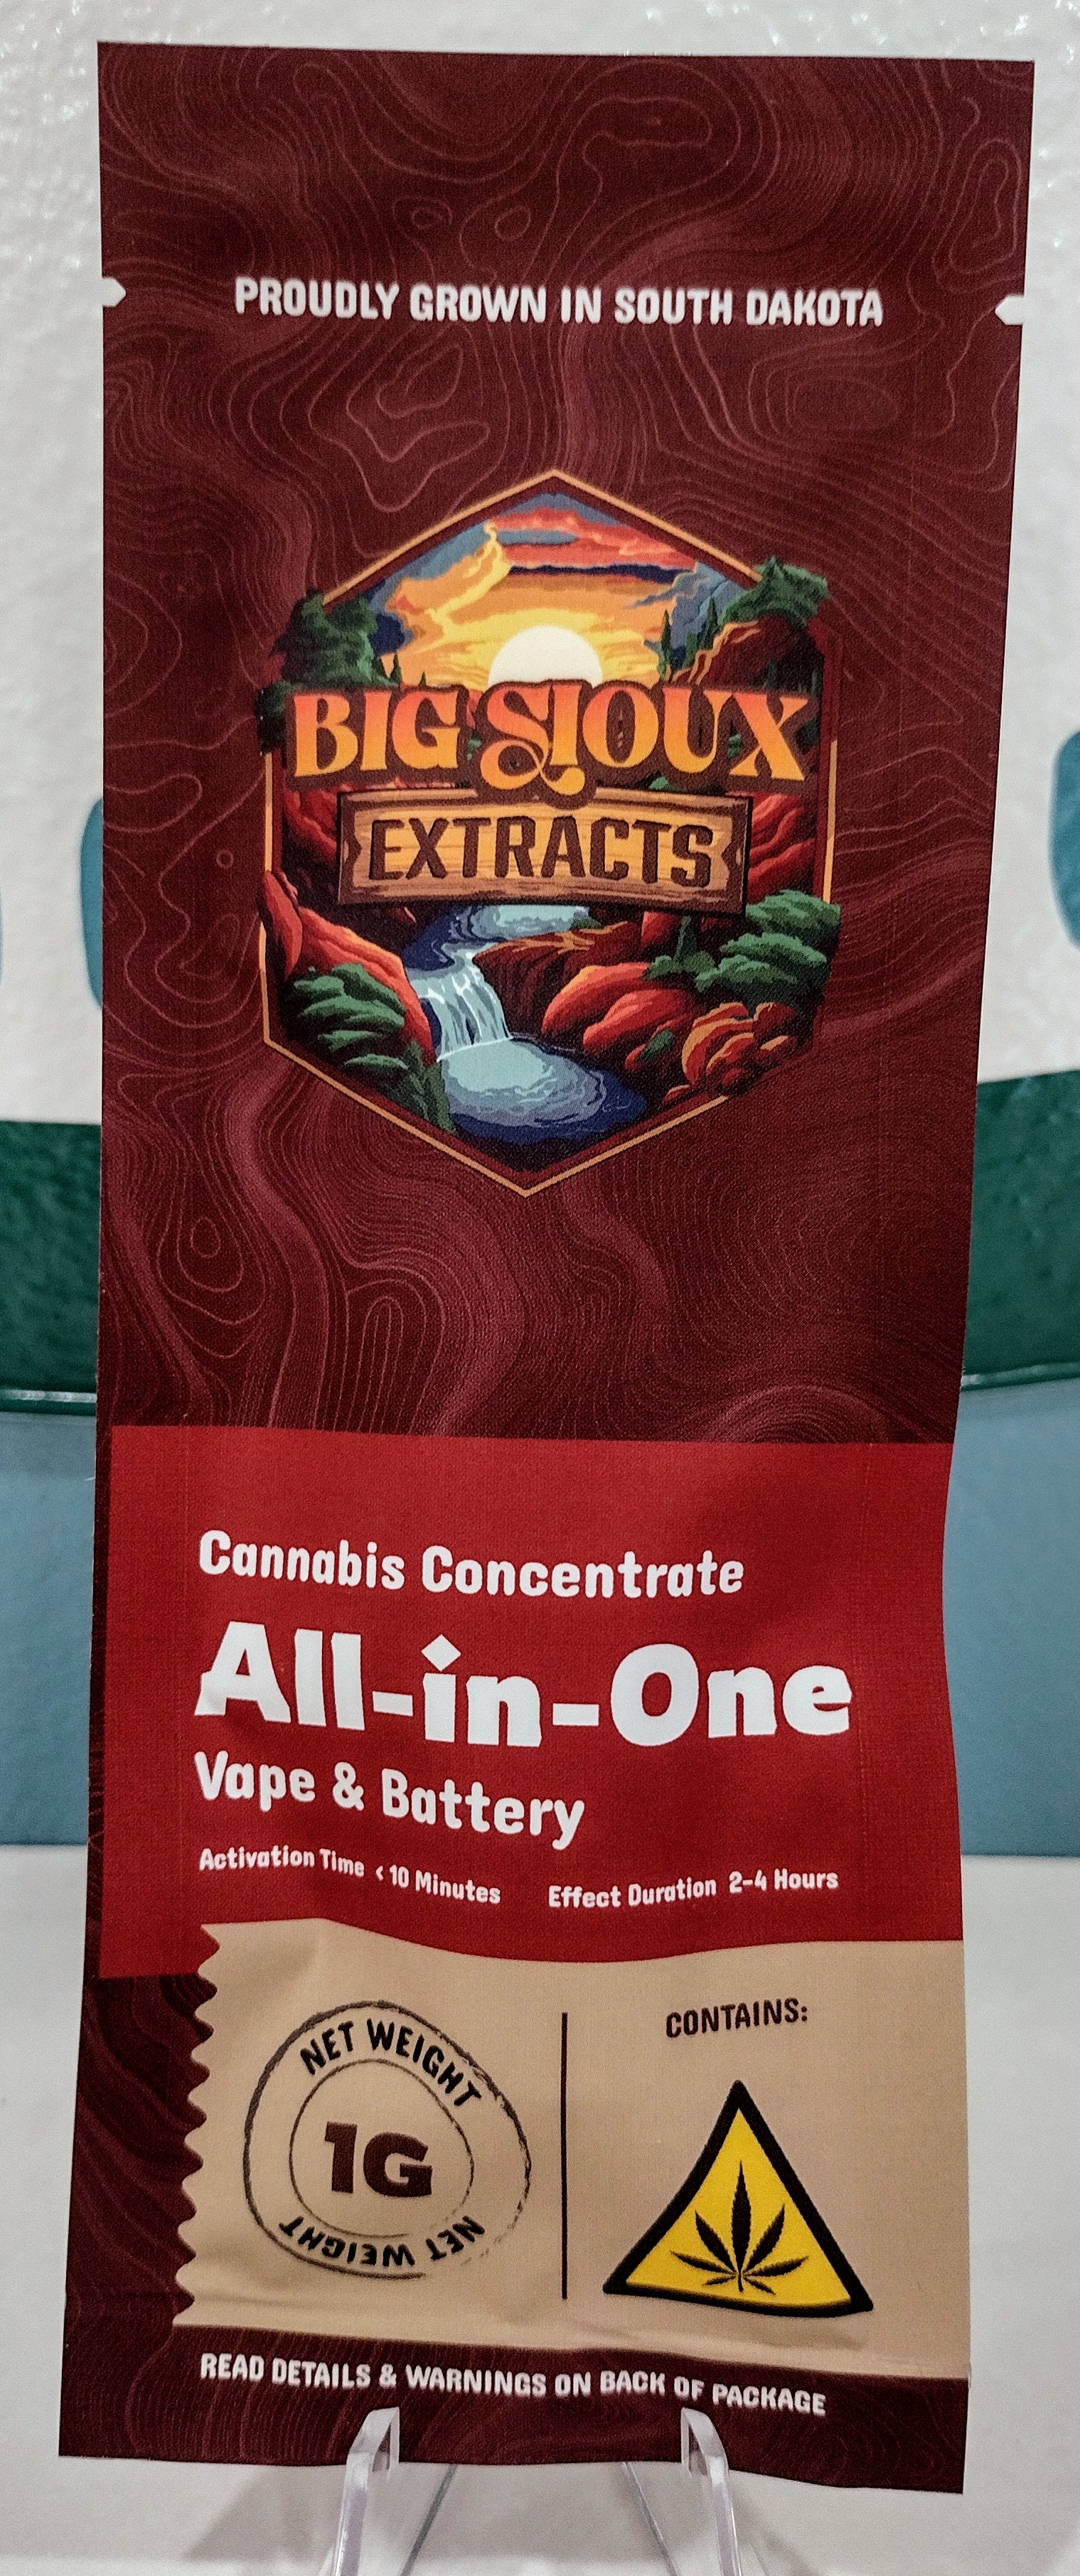 PROUDLY GROWN IN SOUTH DAKOTA
BIG SIOUX
EXTRACTS
Cannabis Concentrate
All-in-One
Vape & Battery
Activation Time < 10 Minutes Effect Duration 2-4 Hours
NET WEIGHT
1G
NET WEIGHT
CONTAINS:
READ DETAILS & WARNINGS ON BACK OF PACKAGE